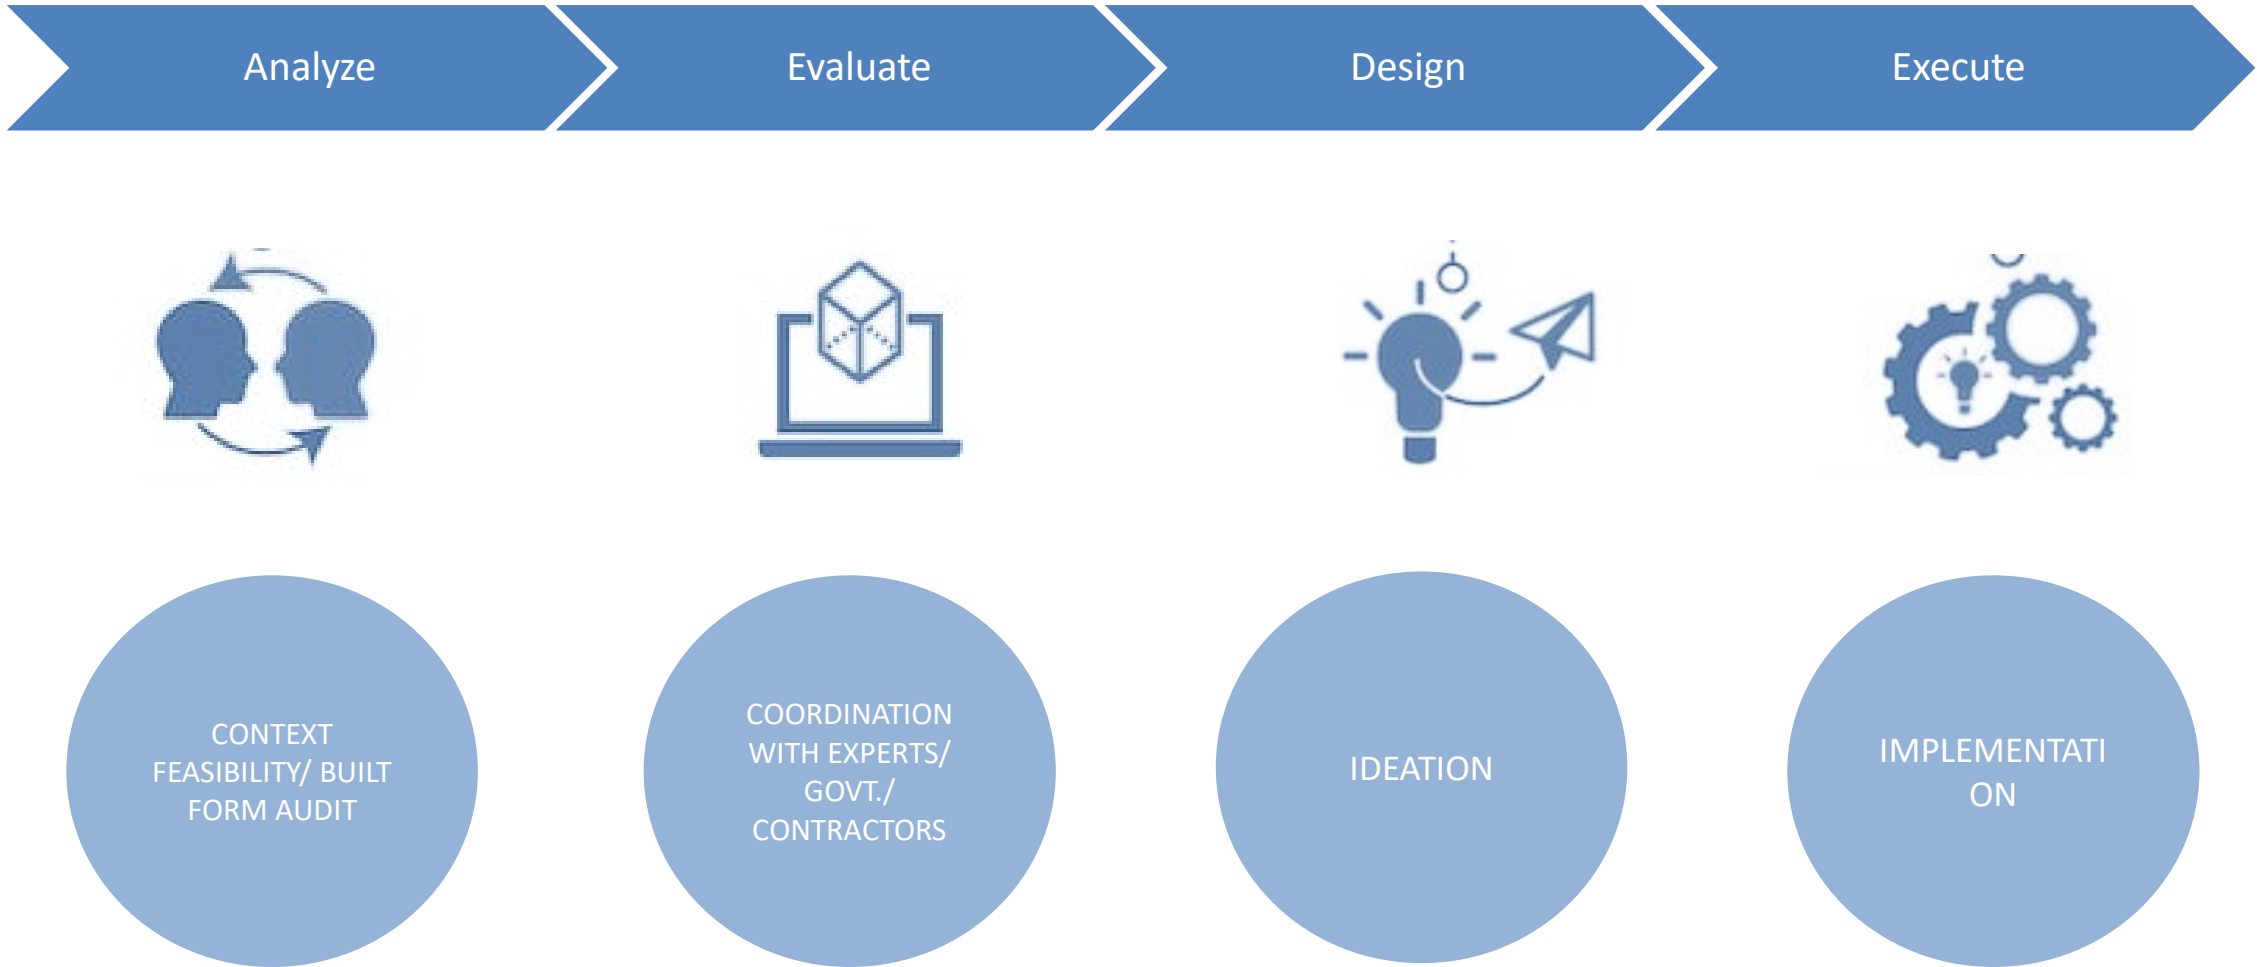 Analyze
Evaluate
Design
Execute
CONTEXT
FEASIBILITY/ BUILT
FORM AUDIT
COORDINATION
WITH EXPERTS/
GOVT./
CONTRACTORS
IDEATION
IMPLEMENTATI
ON